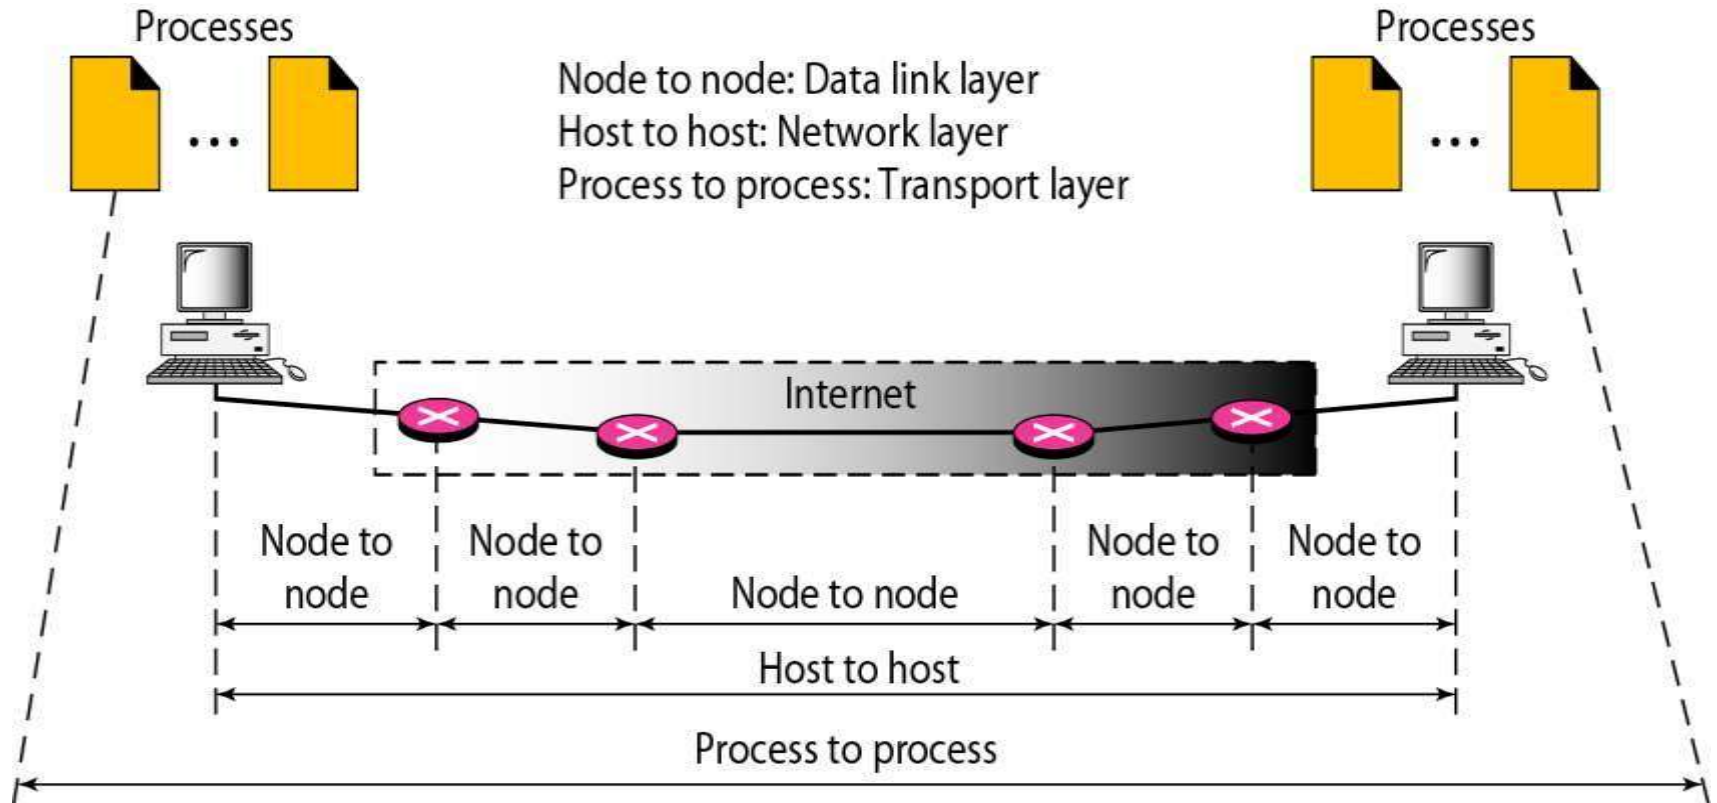 Processes
Processes
Node to node: Data link layer
Host to host: Network layer
Process to process: Transport layer
...
...
Internet
Node to
node
Node to
node
Node to node
Node to
node
Node to
node
Host to host
Process to process